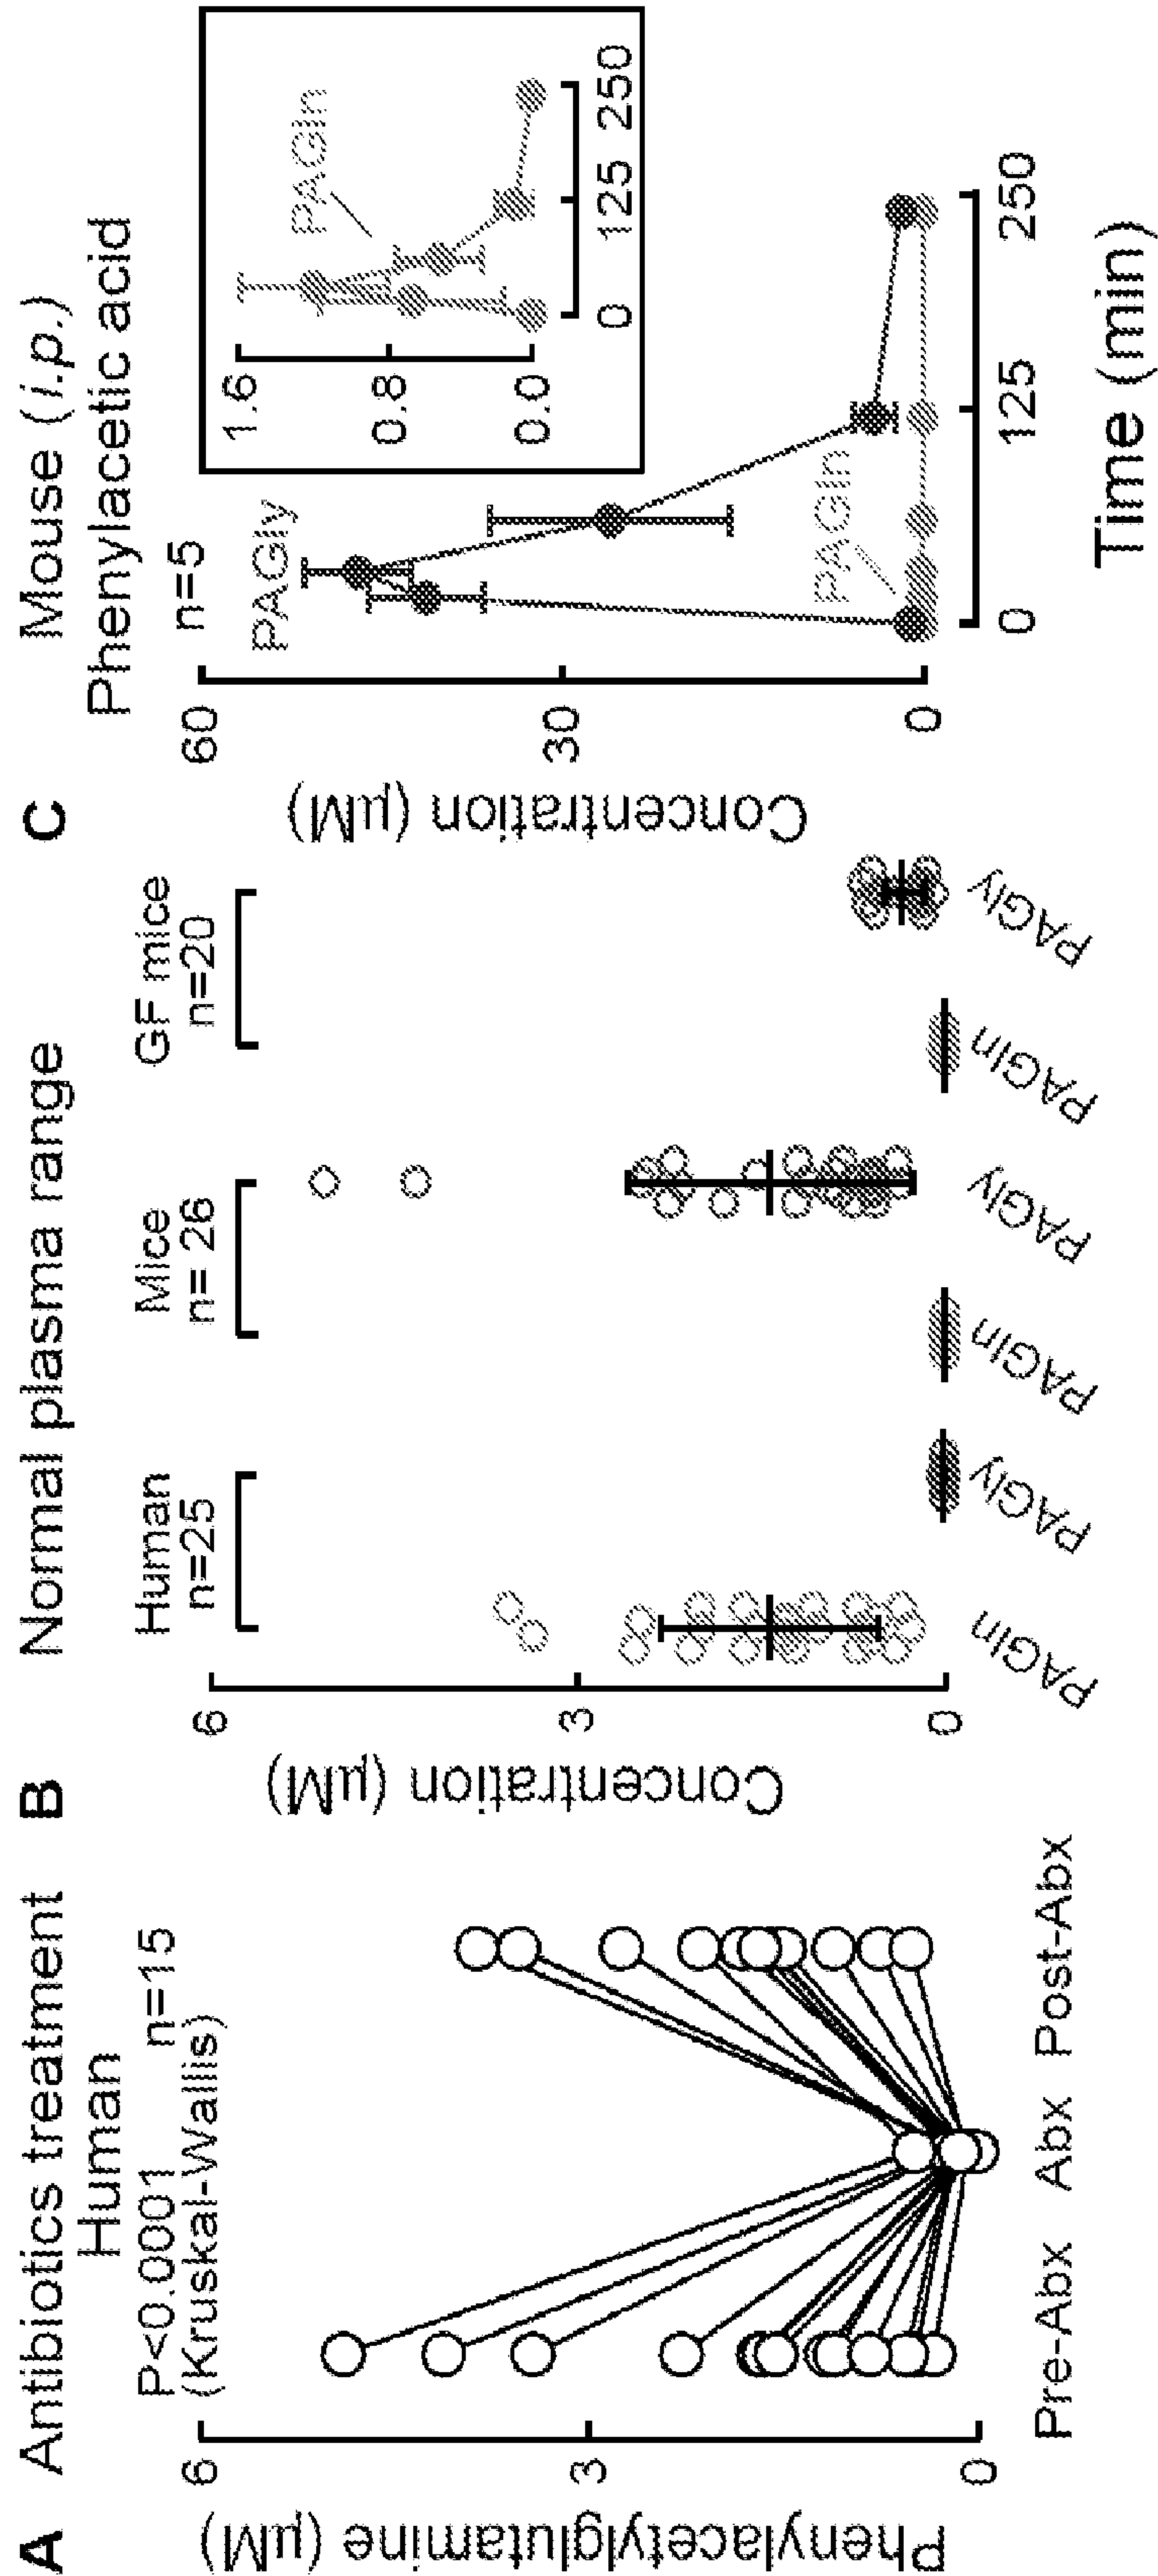 A Antibiotics treatment
Human
P<0.0001 n=15
(Kruskal-Wallis)
Phenylacetylglutamine (µM)
6
3
0
Pre-Abx Abx Post-Abx
B Normal plasma range
Human
n=25
Mice
n= 26
GF mice
n=20
Concentration (µM)
6
3
0
PAGln
PAGly
PAGln
PAGly
PAGln
PAGly
C Mouse (i.p.)
Phenylacetic acid
n=5
Concentration (µM)
60
30
0
PAGly
PAGln
0
125
250
Time (min)
1.6
0.8
0.0
PAGln
0
125
250